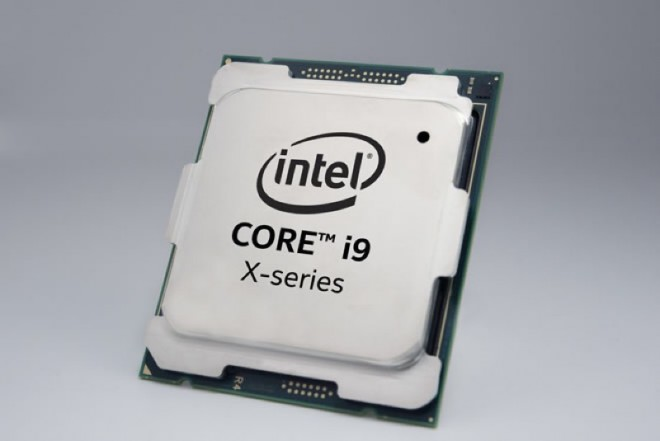 intel®
CORE™ i9
X-series
R4